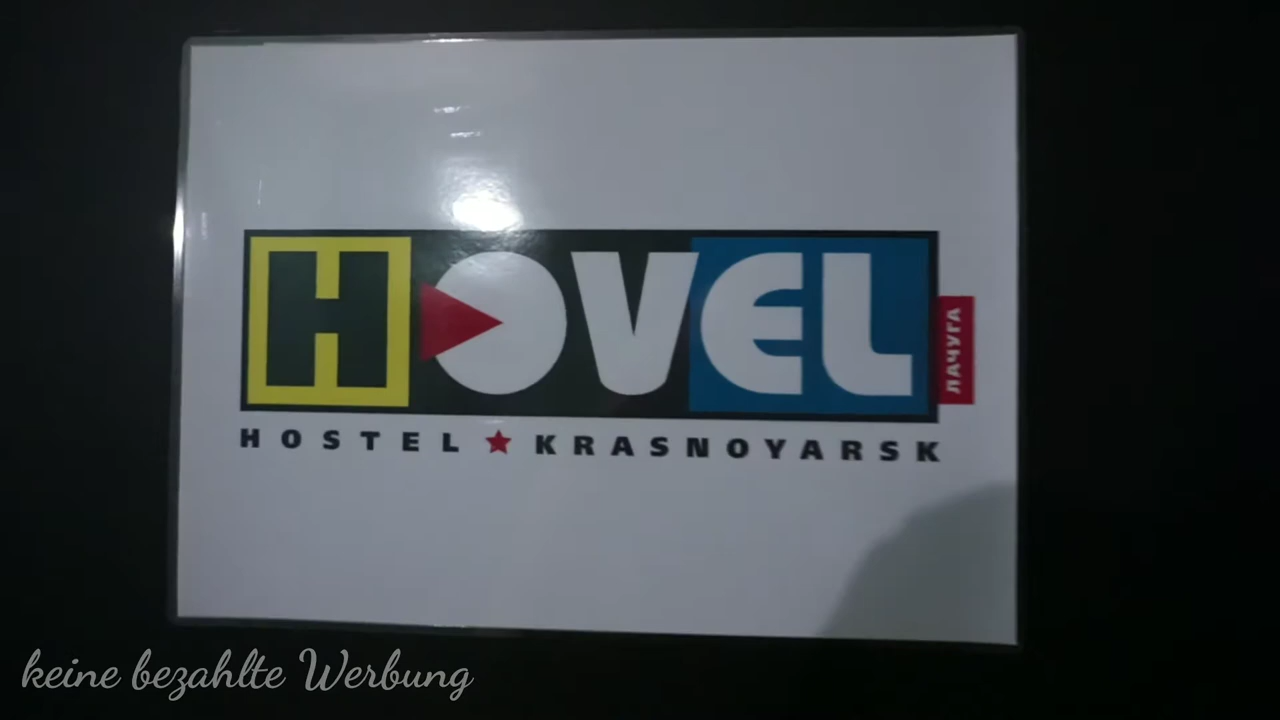 HOVEL
ЛАЧУГА
HOSTEL ★ KRASNOYARSK
keine bezahlte Werbung